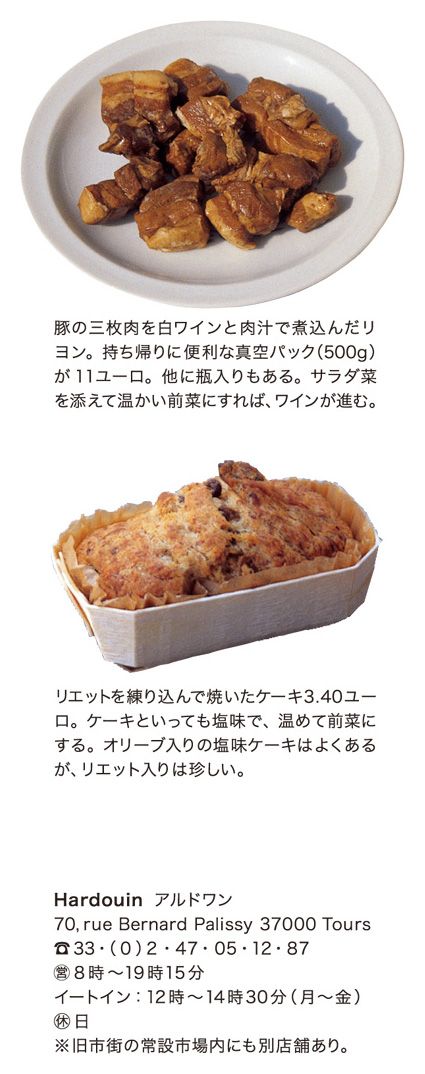 豚の三枚肉を白ワインと肉汁で煮込んだリ
ヨン。持ち帰りに便利な真空パック（500g）
が11ユーロ。他に瓶入りもある。サラダ菜
を添えて温かい前菜にすれば、ワインが進む。
リエットを練り込んで焼いたケーキ3.40ユー
ロ。ケーキといっても塩味で、温めて前菜に
する。オリーブ入りの塩味ケーキはよくある
が、リエット入りは珍しい。
Hardouin アルドワン
70, rue Bernard Palissy 37000 Tours
☎33・（0）2・47・05・12・87
㊡8時〜19時15分
イートイン：12時〜14時30分（月〜金）
㊡日
※旧市街の常設市場内にも別店舗あり。